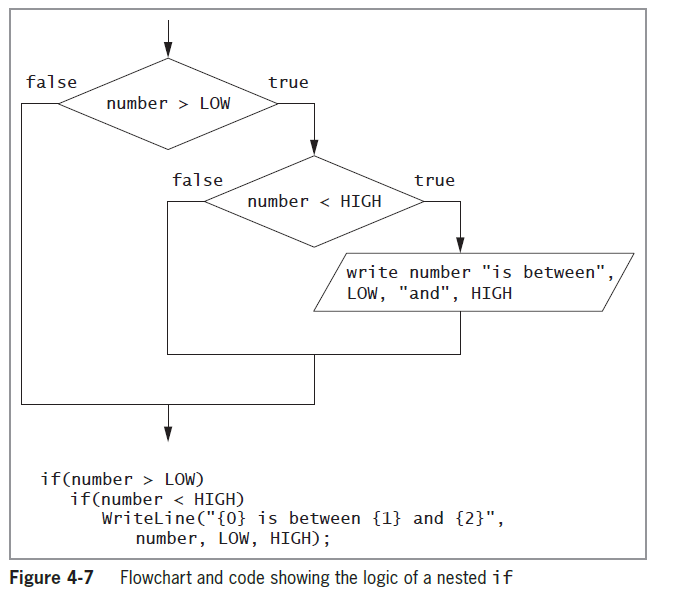 false
true
number > LOW
false
true
number < HIGH
write number "is between",
LOW, "and", HIGH
if(number > LOW)
if(number < HIGH)
WriteLine("{0} is between {1} and {2}",
number, LOW, HIGH);
Figure 4-7 Flowchart and code showing the logic of a nested if